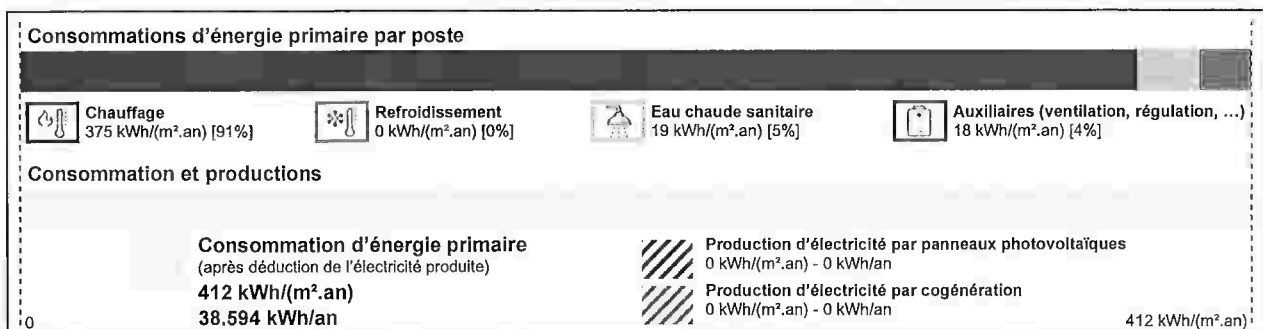 Consommations d'énergie primaire par poste
Chauffage
375 kWh/(m².an) [91%]
Refroidissement
0 kWh/(m².an) [0%]
Eau chaude sanitaire
19 kWh/(m².an) [5%]
Auxiliaires (ventilation, régulation, ...)
18 kWh/(m².an) [4%]
Consommation et productions
Consommation d'énergie primaire
(après déduction de l'électricité produite)
412 kWh/(m².an)
38,594 kWh/an
Production d'électricité par panneaux photovoltaïques
0 kWh/(m².an) - 0 kWh/an
Production d'électricité par cogénération
0 kWh/(m².an) - 0 kWh/an
0
412 kWh/(m².an)